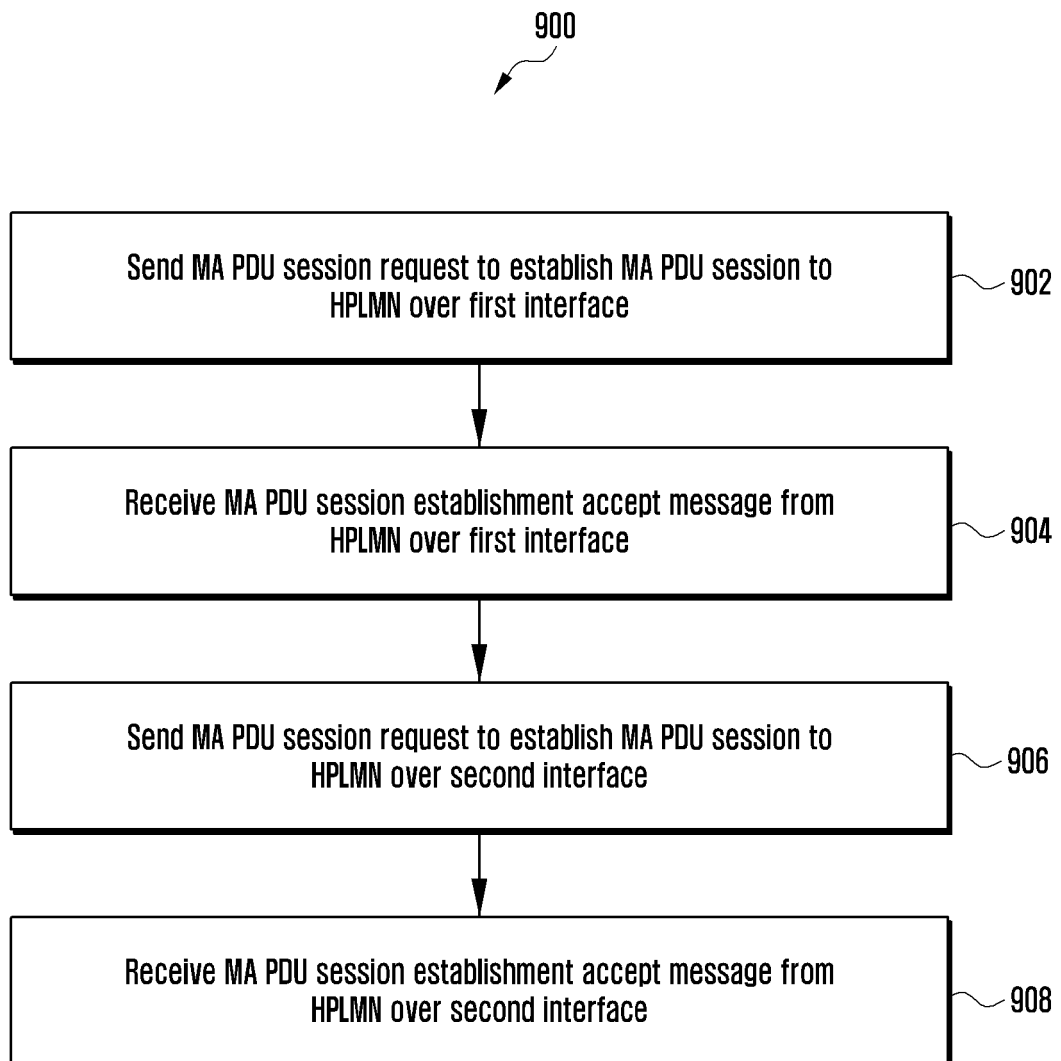 900
Send MA PDU session request to establish MA PDU session to
HPLMN over first interface
902
Receive MA PDU session establishment accept message from
HPLMN over first interface
904
Send MA PDU session request to establish MA PDU session to
HPLMN over second interface
906
Receive MA PDU session establishment accept message from
HPLMN over second interface
908